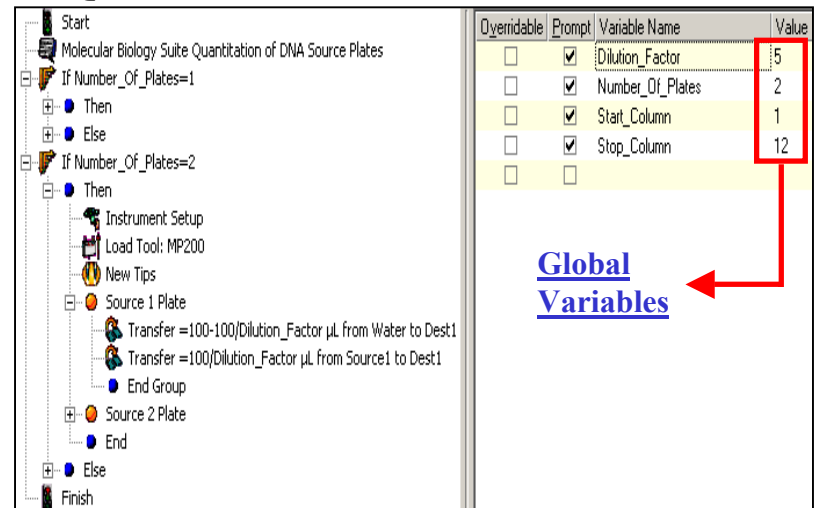 Start
Molecular Biology Suite Quantitation of DNA Source Plates
If Number_Of_Plates=1
Then
Else
If Number_Of_Plates=2
Then
Instrument Setup
Load Tool: MP200
New Tips
Source 1 Plate
Transfer =100-100/Dilution_Factor µL from Water to Dest1
Transfer =100/Dilution_Factor µL from Source1 to Dest1
End Group
Source 2 Plate
End
Else
Finish
Overridable Prompt Variable Name Value
Dilution_Factor 5
Number_Of_Plates 2
Start_Column 1
Stop_Column 12
Global
Variables